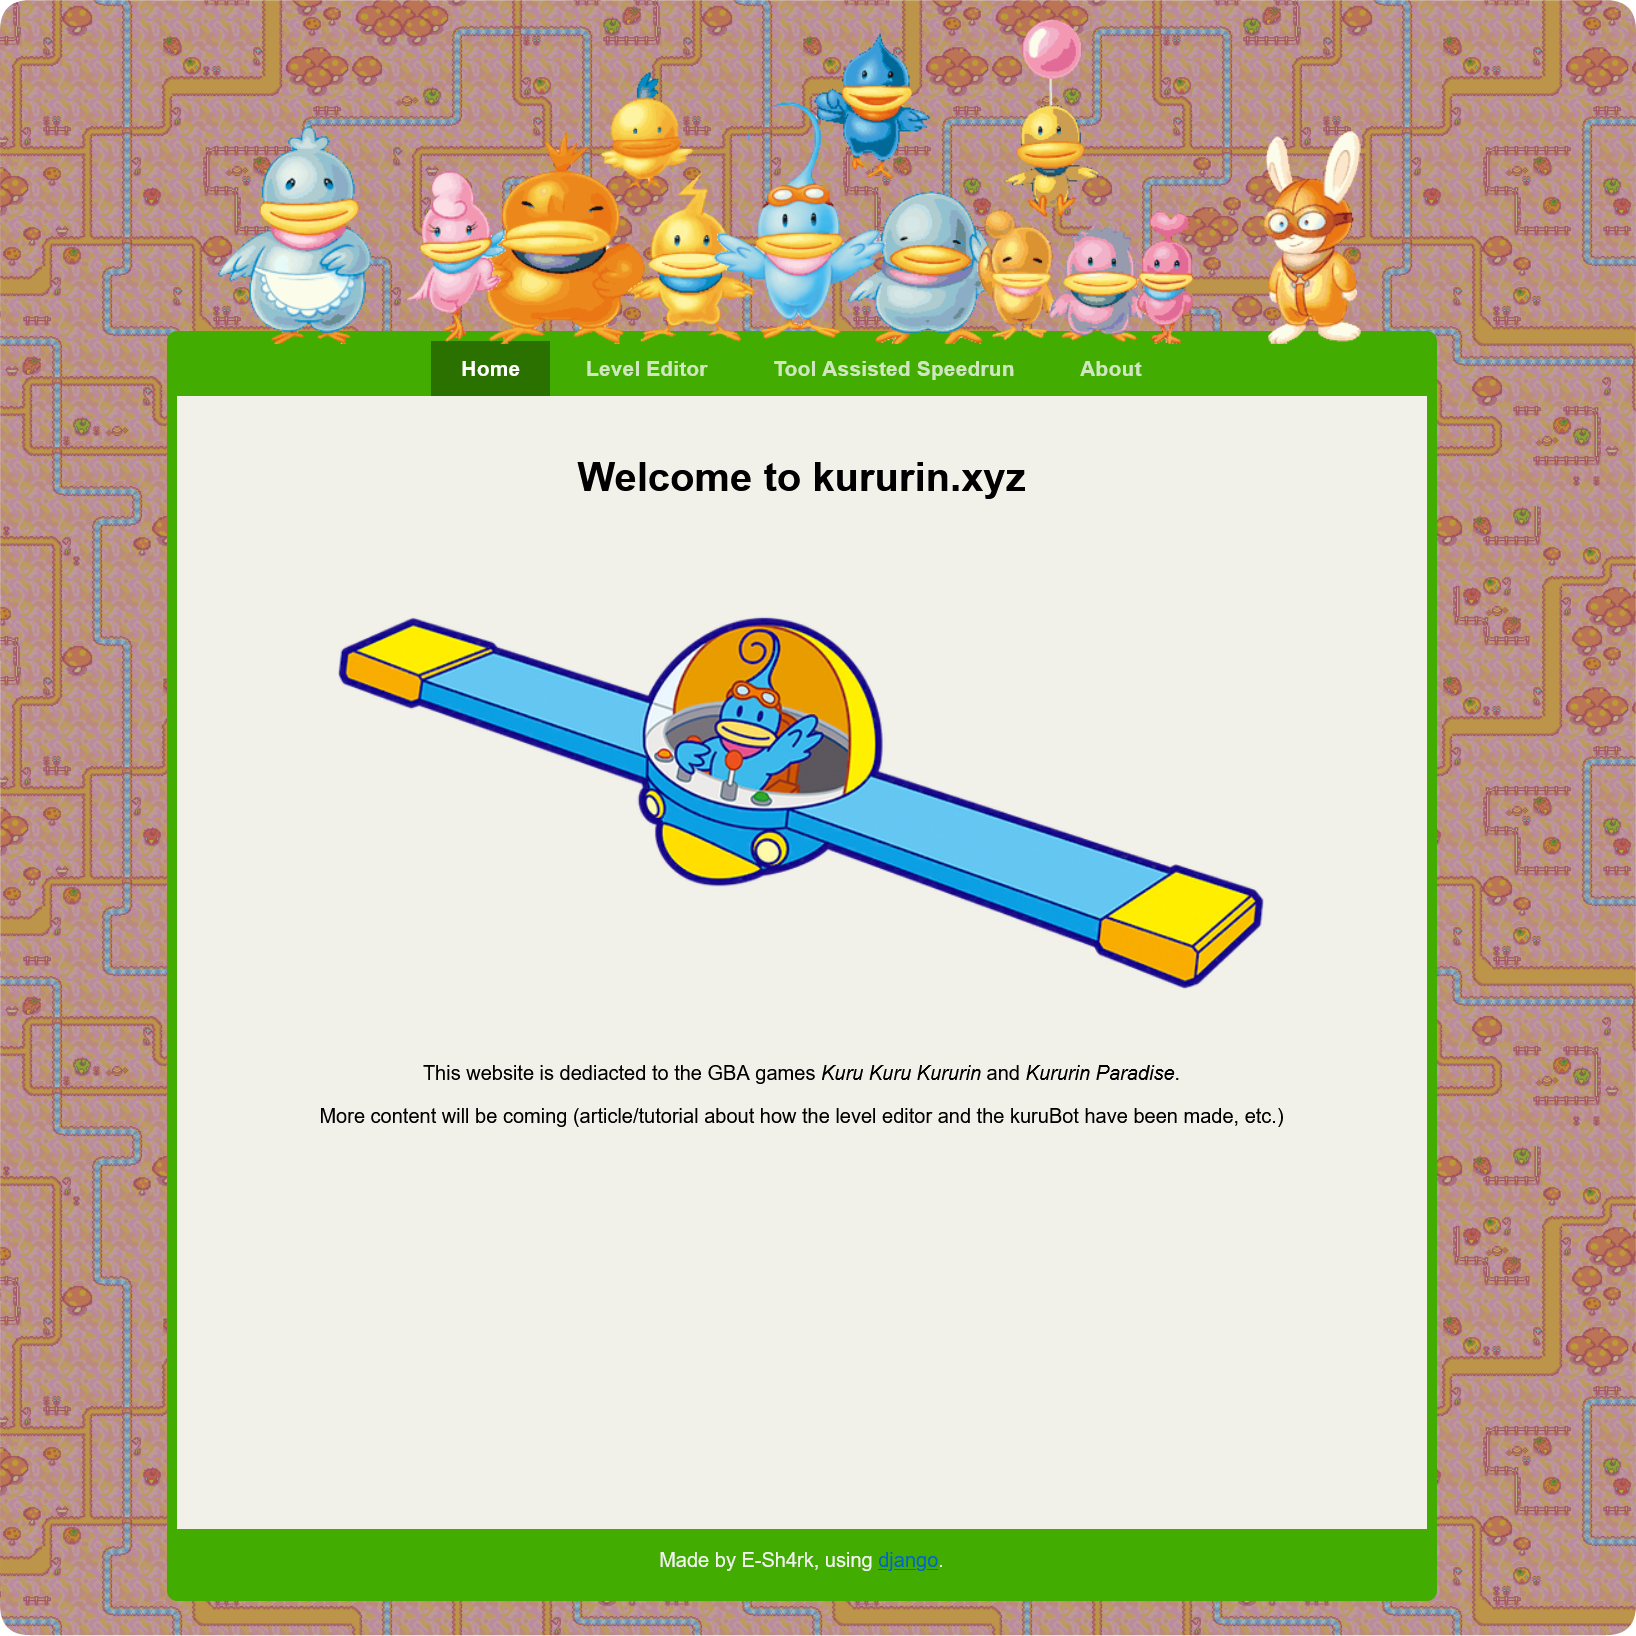 Home Level Editor Tool Assisted Speedrun About
Welcome to kururin.xyz
This website is dediacted to the GBA games Kuru Kuru Kururin and Kururin Paradise.
More content will be coming (article/tutorial about how the level editor and the kuruBot have been made, etc.)
Made by E-Sh4rk, using django.